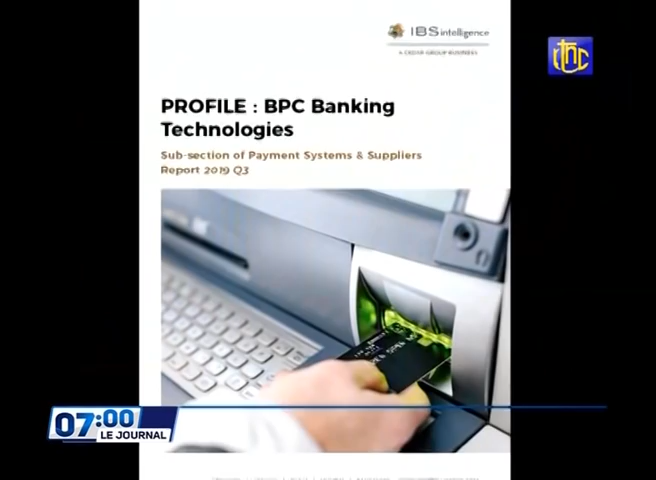 IBS intelligence
A CEDAR GROUP BUSINESS
rtnc
PROFILE : BPC Banking
Technologies
Sub-section of Payment Systems & Suppliers
Report 2019 Q3
07:00
LE JOURNAL